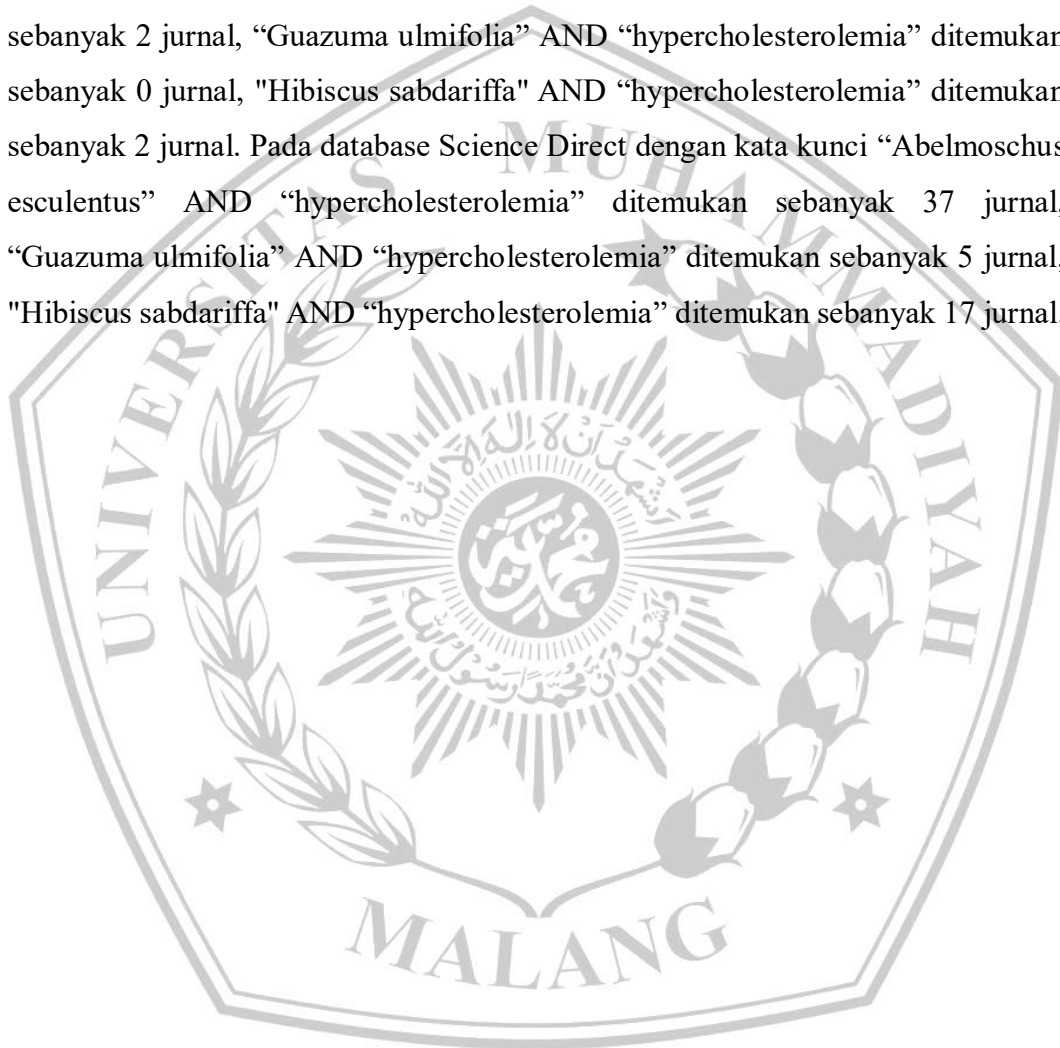 sebanyak 2 jurnal, “Guazuma ulmifolia” AND “hypercholesterolemia” ditemukan
sebanyak 0 jurnal, "Hibiscus sabdariffa" AND “hypercholesterolemia” ditemukan
sebanyak 2 jurnal. Pada database Science Direct dengan kata kunci “Abelmoschus
esculentus” AND “hypercholesterolemia” ditemukan sebanyak 37 jurnal,
“Guazuma ulmifolia” AND “hypercholesterolemia” ditemukan sebanyak 5 jurnal,
"Hibiscus sabdariffa" AND “hypercholesterolemia” ditemukan sebanyak 17 jurnal.
UNIVERSITAS MUHAMMADIYAH
MALANG